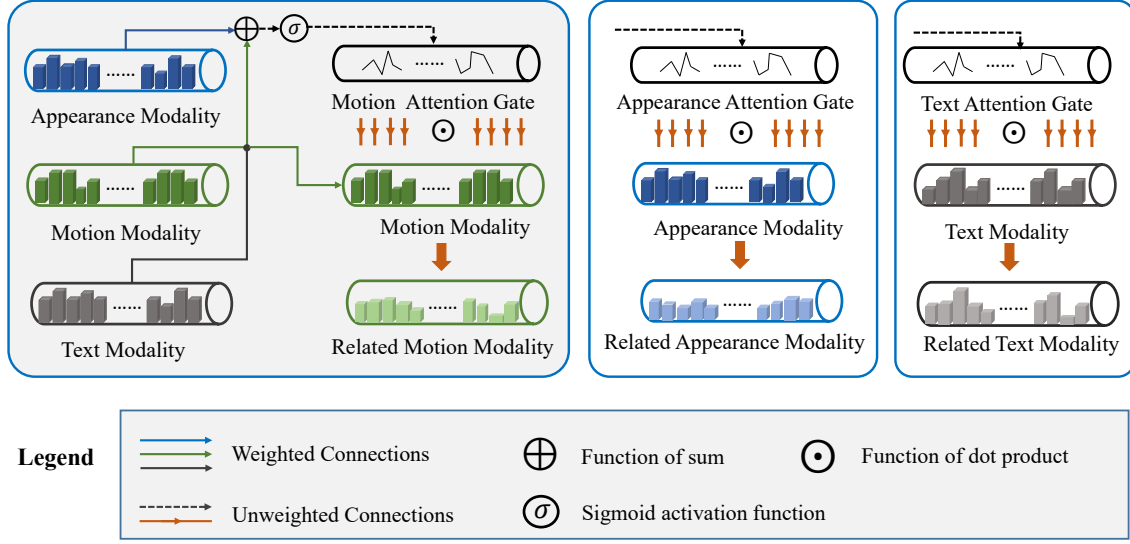 σ
Appearance Modality
......
Motion Modality
......
Text Modality
......
......
Motion Attention Gate
......
Motion Modality
......
Related Motion Modality
......
Appearance Attention Gate
......
Appearance Modality
......
Related Appearance Modality
......
Text Attention Gate
......
Text Modality
......
Related Text Modality
Legend
Weighted Connections
Function of sum
Function of dot product
Unweighted Connections
σ
Sigmoid activation function